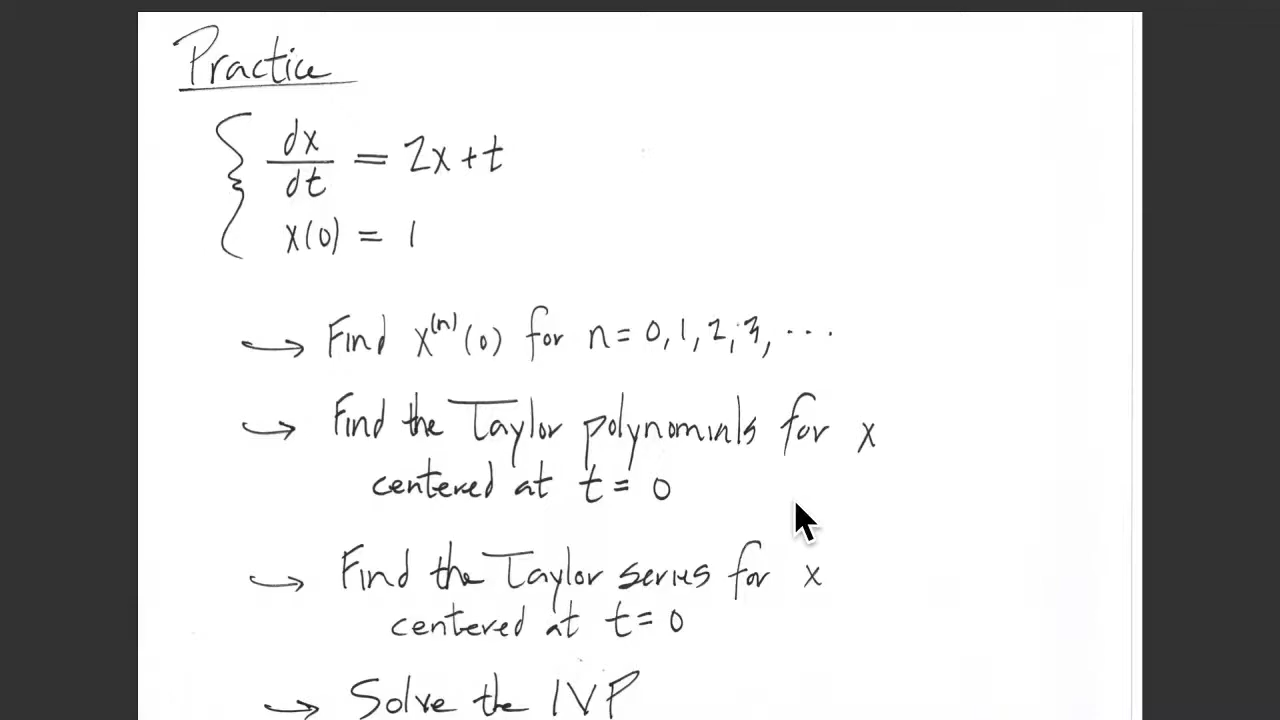 Practice
dx/dt = 2x+t
x(0) = 1
→ Find x⁽ⁿ⁾(0) for n = 0, 1, 2, 3, ...
→ Find the Taylor polynomials for x
centered at t = 0
→ Find the Taylor series for x
centered at t = 0
→ Solve the IVP